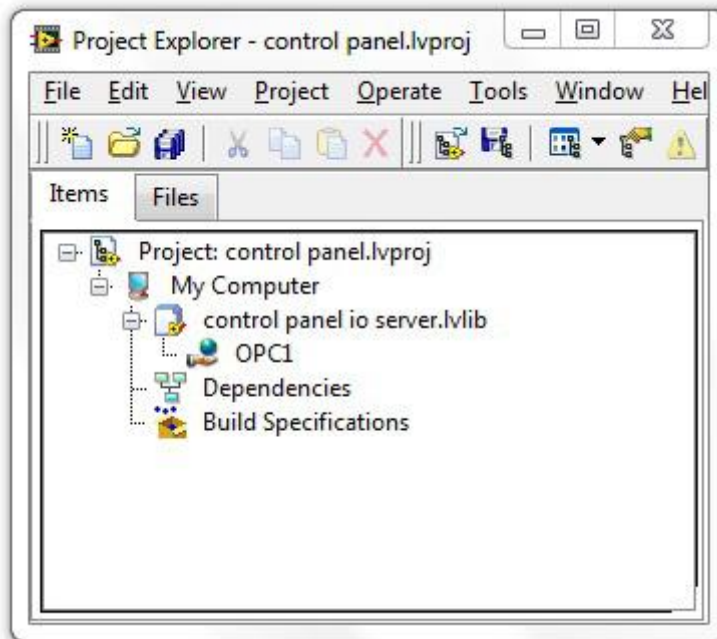 Project Explorer - control panel.lvproj
File Edit View Project Operate Tools Window Hel
Items Files
Project: control panel.lvproj
My Computer
control panel io server.lvlib
OPC1
Dependencies
Build Specifications